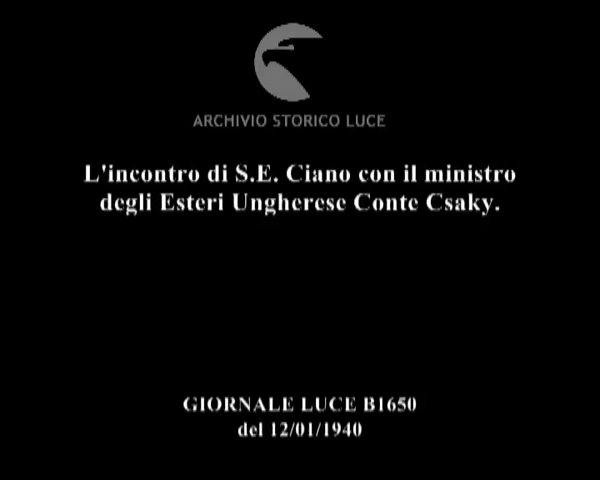 ARCHIVIO STORICO LUCE
L'incontro di S.E. Ciano con il ministro
degli Esteri Ungherese Conte Csaky.
GIORNALE LUCE B1650
del 12/01/1940